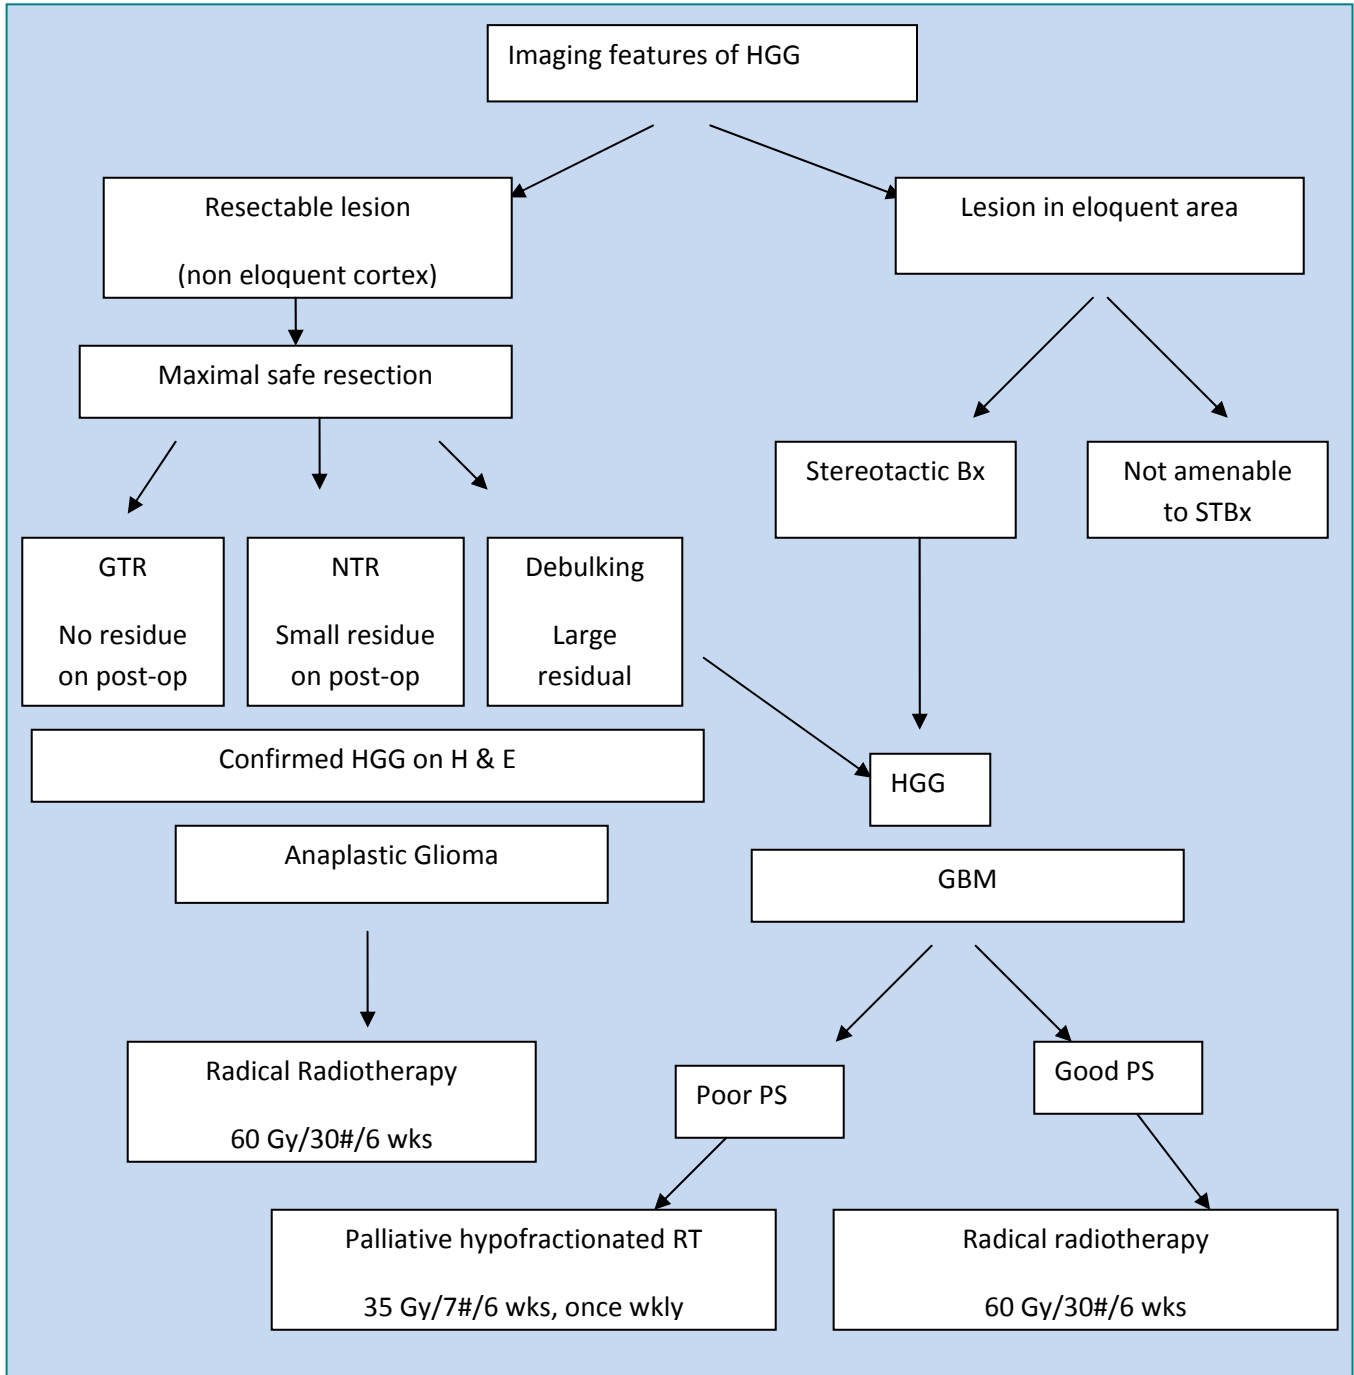 Imaging features of HGG
Resectable lesion
(non eloquent cortex)
Lesion in eloquent area
Maximal safe resection
Stereotactic Bx
Not amenable
to STBx
GTR
No residue
on post-op
NTR
Small residue
on post-op
Debulking
Large
residual
Confirmed HGG on H & E
HGG
Anaplastic Glioma
GBM
Radical Radiotherapy
60 Gy/30#/6 wks
Poor PS
Good PS
Palliative hypofractionated RT
35 Gy/7#/6 wks, once wkly
Radical radiotherapy
60 Gy/30#/6 wks